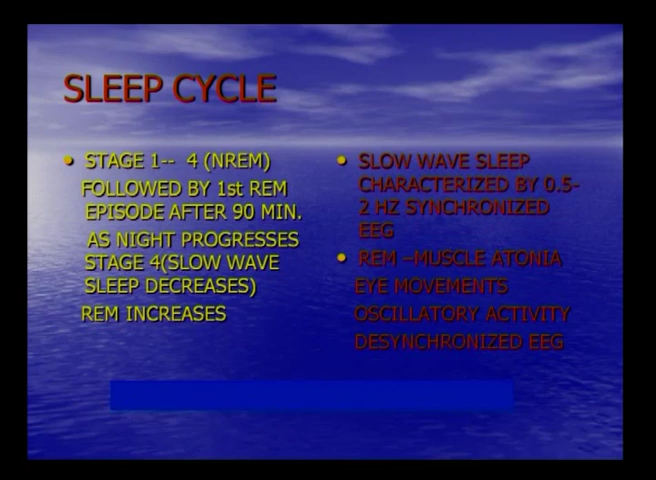 SLEEP CYCLE
• STAGE 1-- 4 (NREM)
FOLLOWED BY 1st REM
EPISODE AFTER 90 MIN.
AS NIGHT PROGRESSES
STAGE 4(SLOW WAVE
SLEEP DECREASES)
REM INCREASES
• SLOW WAVE SLEEP
CHARACTERIZED BY 0.5-
2 HZ SYNCHRONIZED
EEG
• REM –MUSCLE ATONIA
EYE MOVEMENTS
OSCILLATORY ACTIVITY
DESYNCHRONIZED EEG